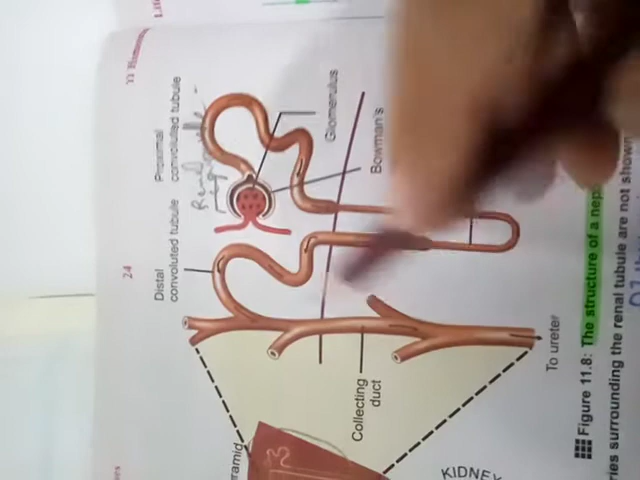 24
Distal
convoluted tubule
Proximal
convoluted tubule
Renal
Glomerulus
Bowman's
Collecting
duct
To ureter
KIDNEY
Figure 11.8: The structure of a nep
ries surrounding the renal tubule are not shown